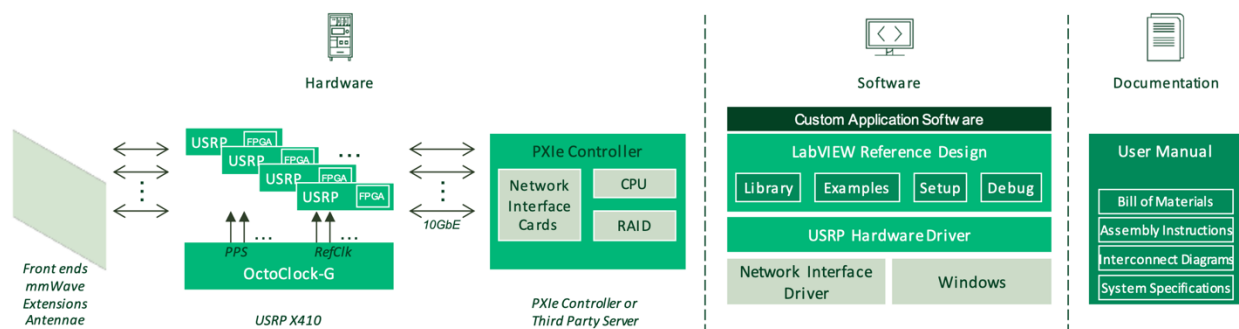 Hardware
Software
Documentation
USRP FPGA
USRP FPGA
USRP FPGA
USRP FPGA
...
PPS
...
RefClk
...
OctoClock-G
10GbE
PXIe Controller
Network
Interface
Cards
CPU
RAID
Front ends
mmWave
Extensions
Antennae
USRP X410
PXIe Controller or
Third Party Server
Custom Application Software
LabVIEW Reference Design
Library
Examples
Setup
Debug
USRP Hardware Driver
Network Interface
Driver
Windows
User Manual
Bill of Materials
Assembly Instructions
Interconnect Diagrams
System Specifications